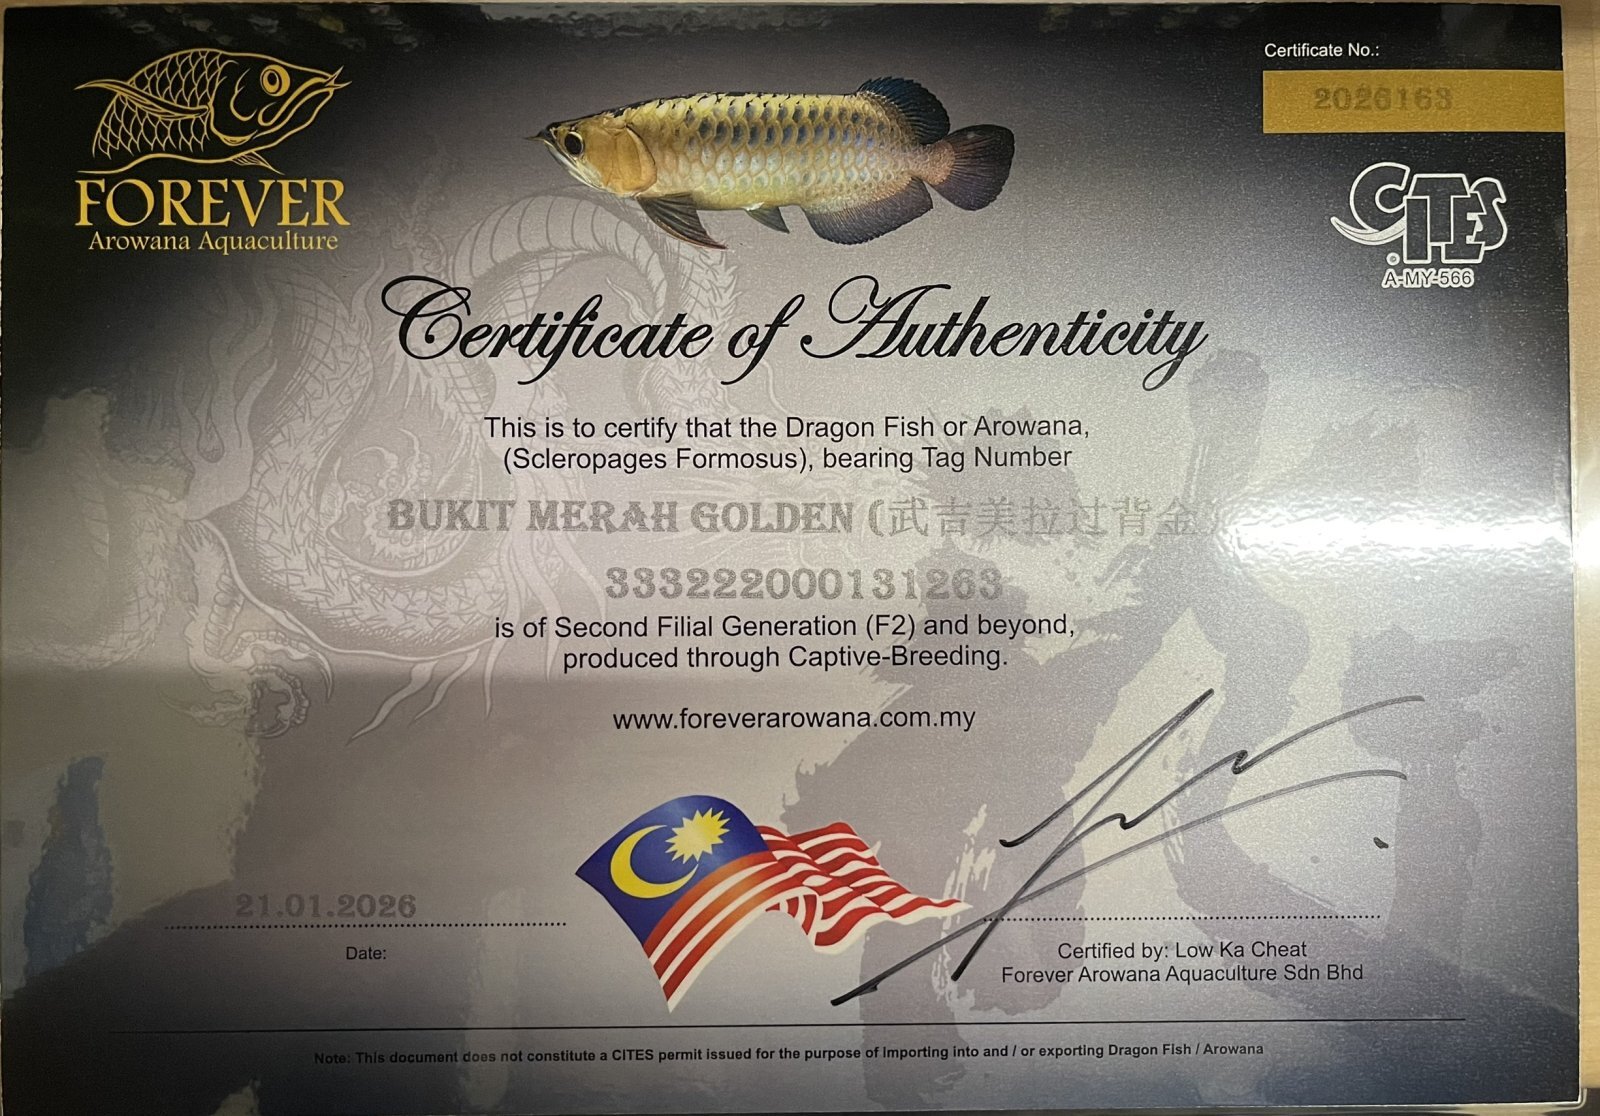 FOREVER
Arowana Aquaculture
Certificate No.:
2026163
CITES
©
A-MY-566
Certificate of Authenticity
This is to certify that the Dragon Fish or Arowana,
(Scleropages Formosus), bearing Tag Number
BUKIT MERAH GOLDEN (武吉美拉过背金)
333222000131263
is of Second Filial Generation (F2) and beyond,
produced through Captive-Breeding.
www.foreverarowana.com.my
21.01.2026
Date:
Certified by: Low Ka Cheat
Forever Arowana Aquaculture Sdn Bhd
Note: This document does not constitute a CITES permit issued for the purpose of Importing into and / or exporting Dragon Fish / Arowana